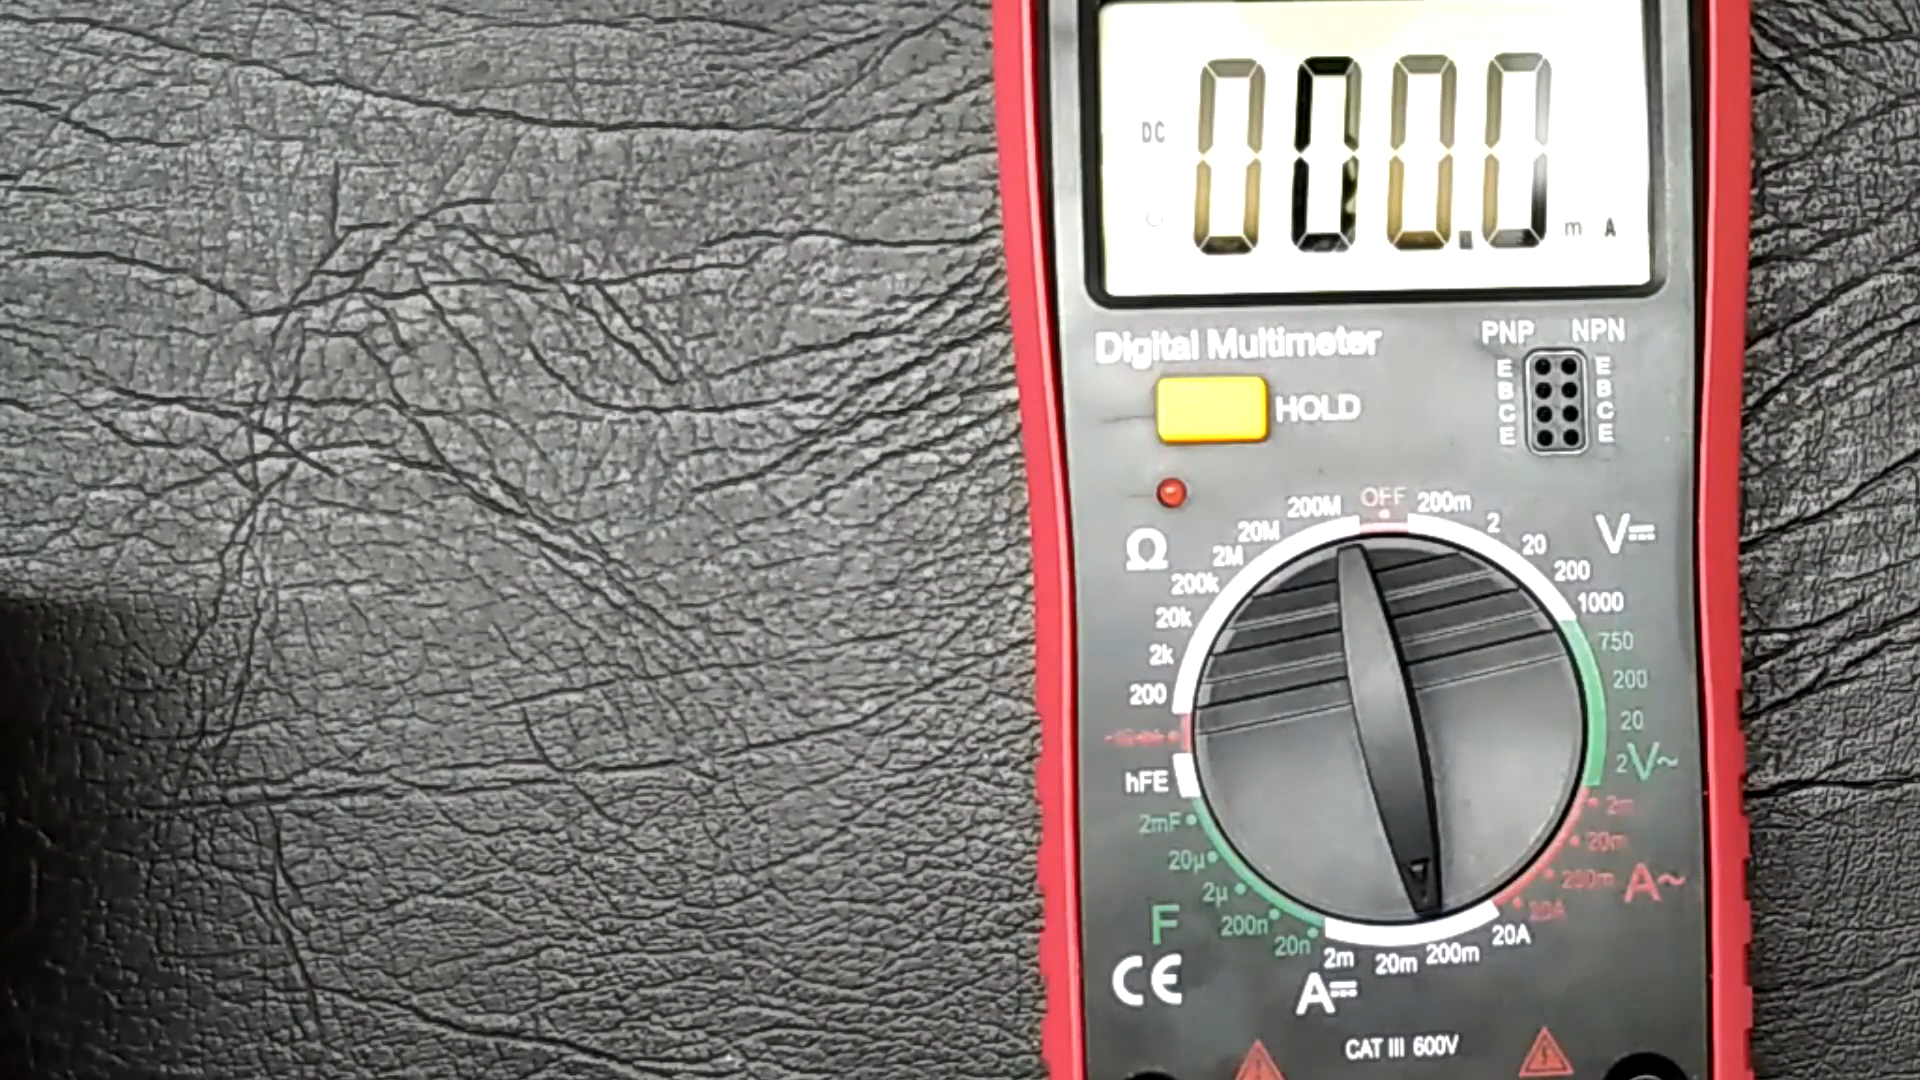 DC 000.0 m A
Digital Multimeter
PNP NPN
HOLD
E E
B B
C C
E E
OFF
200M 200m
20M 2
2M 20
Ω V
200k 200
20k 1000
2k 750
200 200
20
hFE 2V~
2mF 2m
20µ 20m
2µ 200m A~
F 200n 20A
20n 2m 20m 200m 20A
CE A
CAT III 600V